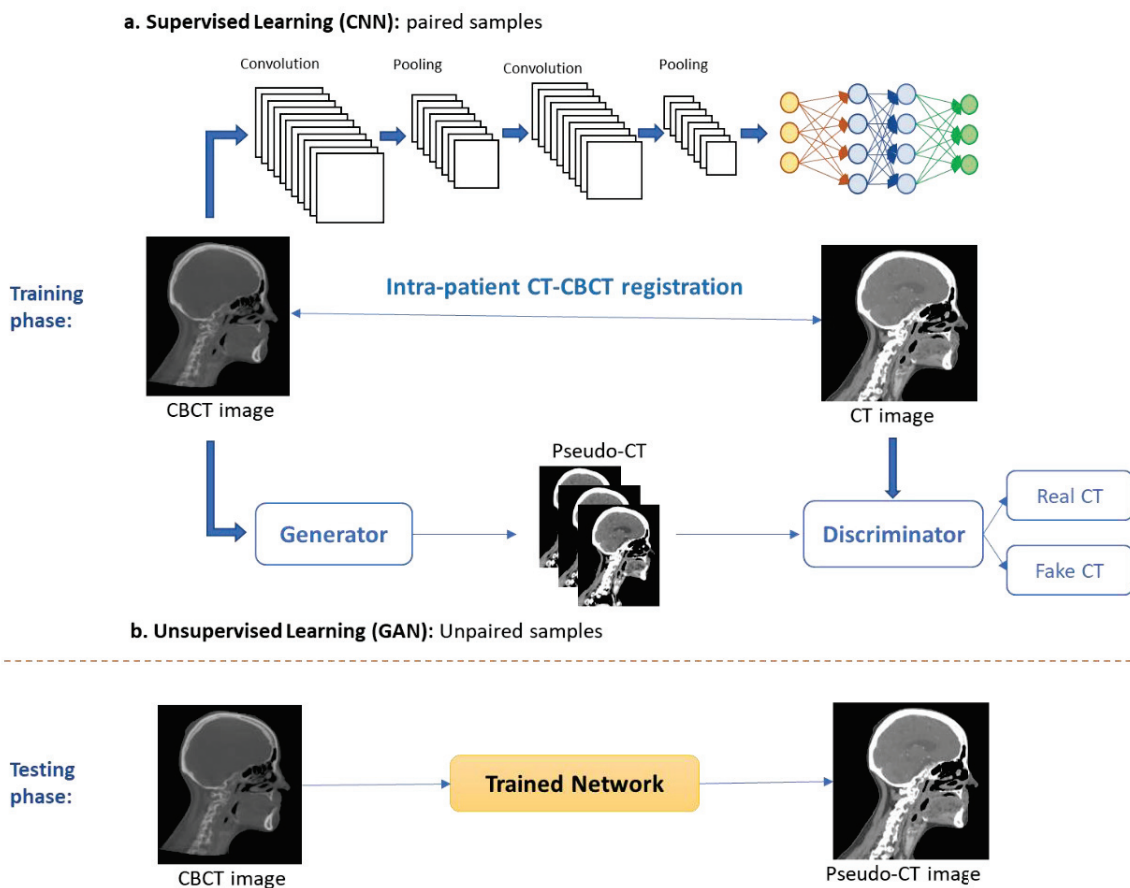 a. Supervised Learning (CNN): paired samples
Convolution
Pooling
Convolution
Pooling
Training
phase:
Intra-patient CT-CBCT registration
CBCT image
CT image
Pseudo-CT
Generator
Discriminator
Real CT
Fake CT
b. Unsupervised Learning (GAN): Unpaired samples
Testing
phase:
Trained Network
CBCT image
Pseudo-CT image